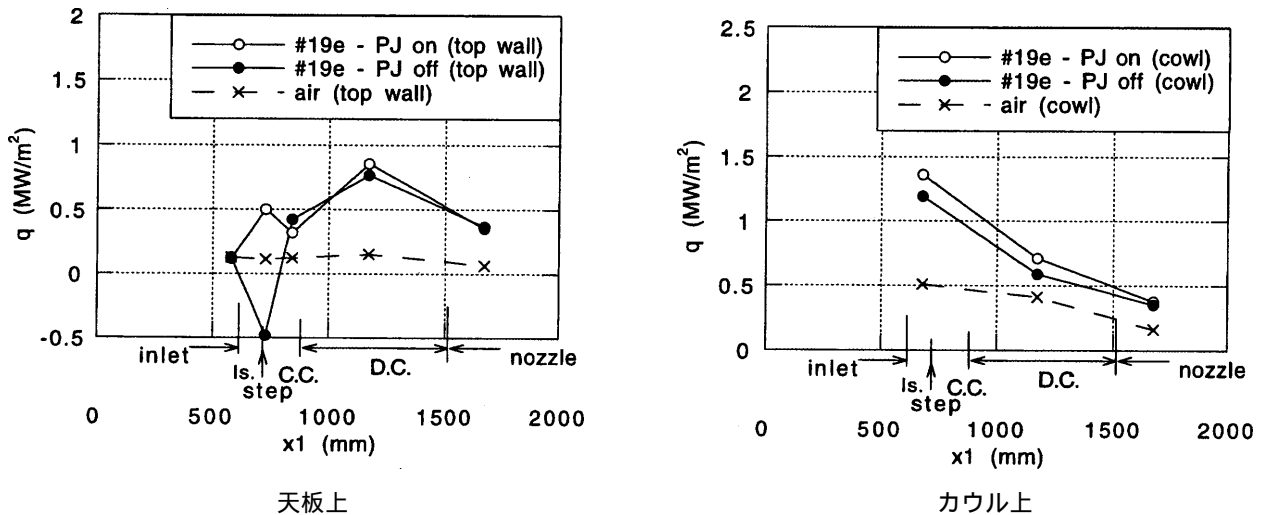 2
1.5
1
0.5
0
-0.5
q (MW/m²)
#19e - PJ on (top wall)
#19e - PJ off (top wall)
air (top wall)
inlet
Is.
step
C.C.
D.C.
nozzle
0 500 1000 1500 2000
x1 (mm)
天板上
2.5
2
1.5
1
0.5
0
q (MW/m²)
#19e - PJ on (cowl)
#19e - PJ off (cowl)
air (cowl)
inlet
Is.
step
C.C.
D.C.
nozzle
0 500 1000 1500 2000
x1 (mm)
カウル上